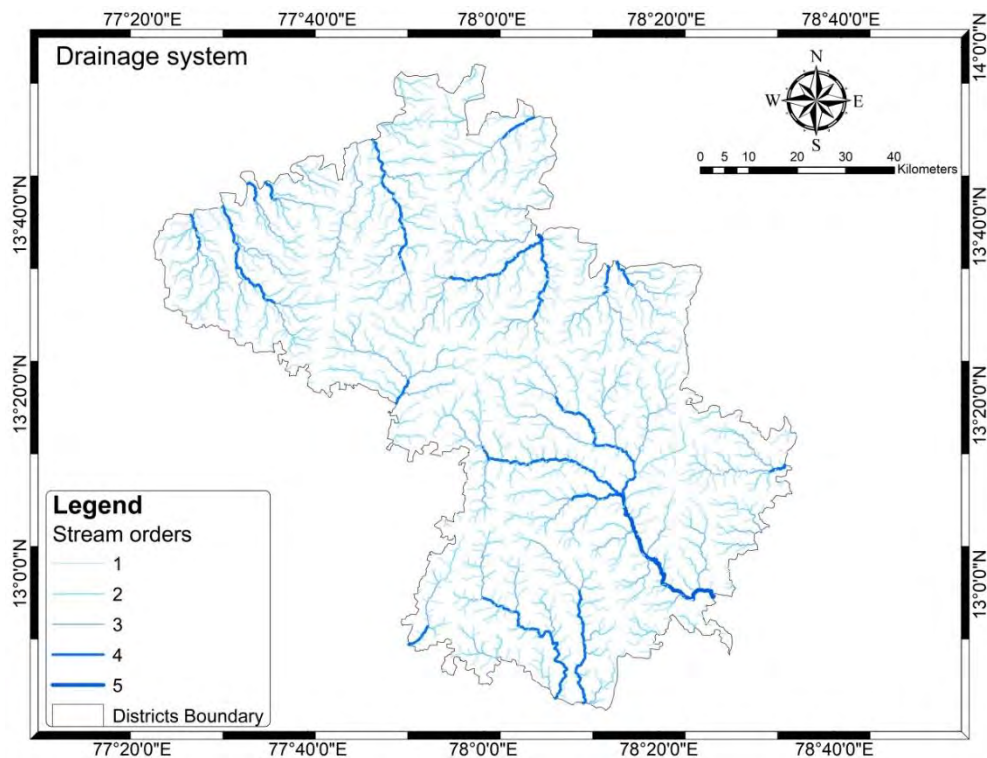 77°20'0"E 77°40'0"E 78°0'0"E 78°20'0"E 78°40'0"E
Drainage system
N
W E
S
0 5 10 20 30 40
Kilometers
14°0'0"N
13°40'0"N
13°20'0"N
13°0'0"N
13°40'0"N
13°20'0"N
13°0'0"N
Legend
Stream orders
1
2
3
4
5
Districts Boundary
77°20'0"E 77°40'0"E 78°0'0"E 78°20'0"E 78°40'0"E